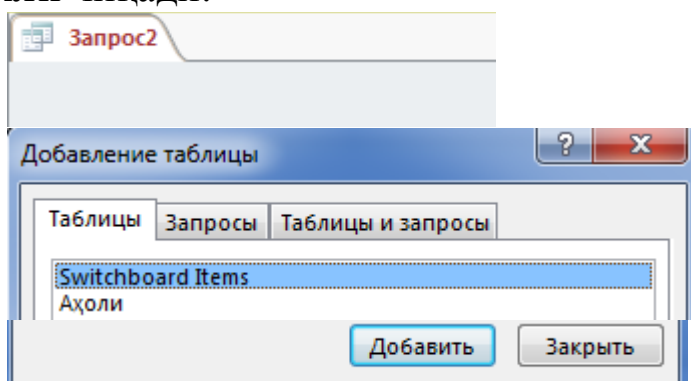 Запрос2
Добавление таблицы
?
Таблицы Запросы Таблицы и запросы
Switchboard Items
Аҳоли
Добавить Закрыть